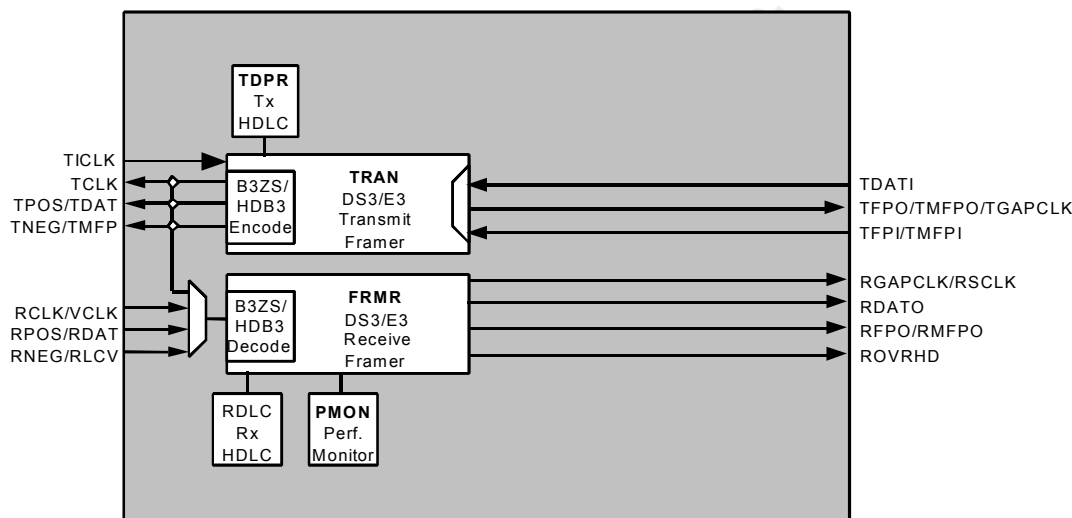 TDPR
Tx
HDLC
TICLK
TCLK
TPOS/TDAT
TNEG/TMFP
B3ZS/
HDB3
Encode
TRAN
DS3/E3
Transmit
Framer
TDATI
TFPO/TMFPO/TGAPCLK
TFPI/TMFPI
RCLK/VCLK
RPOS/RDAT
RNEG/RLCV
B3ZS/
HDB3
Decode
FRMR
DS3/E3
Receive
Framer
RGAPCLK/RSCLK
RDATO
RFPO/RMFPO
ROVRHD
RDLC
Rx
HDLC
PMON
Perf.
Monitor